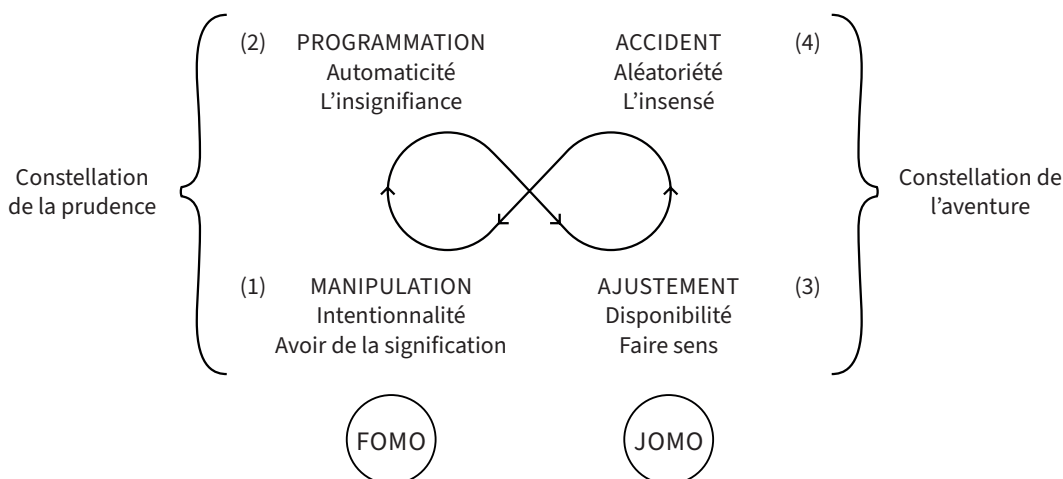 (2) PROGRAMMATION
Automaticité
L’insignifiance
ACCIDENT (4)
Aléatoriété
L’insensé
Constellation
de la prudence
Constellation de
l’aventure
(1) MANIPULATION
Intentionnalité
Avoir de la signification
AJUSTEMENT (3)
Disponibilité
Faire sens
FOMO
JOMO